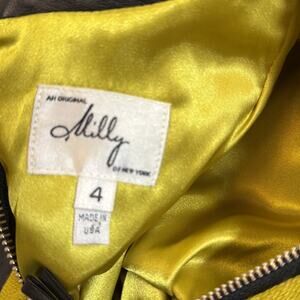 AN ORIGINAL
Milly
OF NEW YORK
4
MADE IN
USA